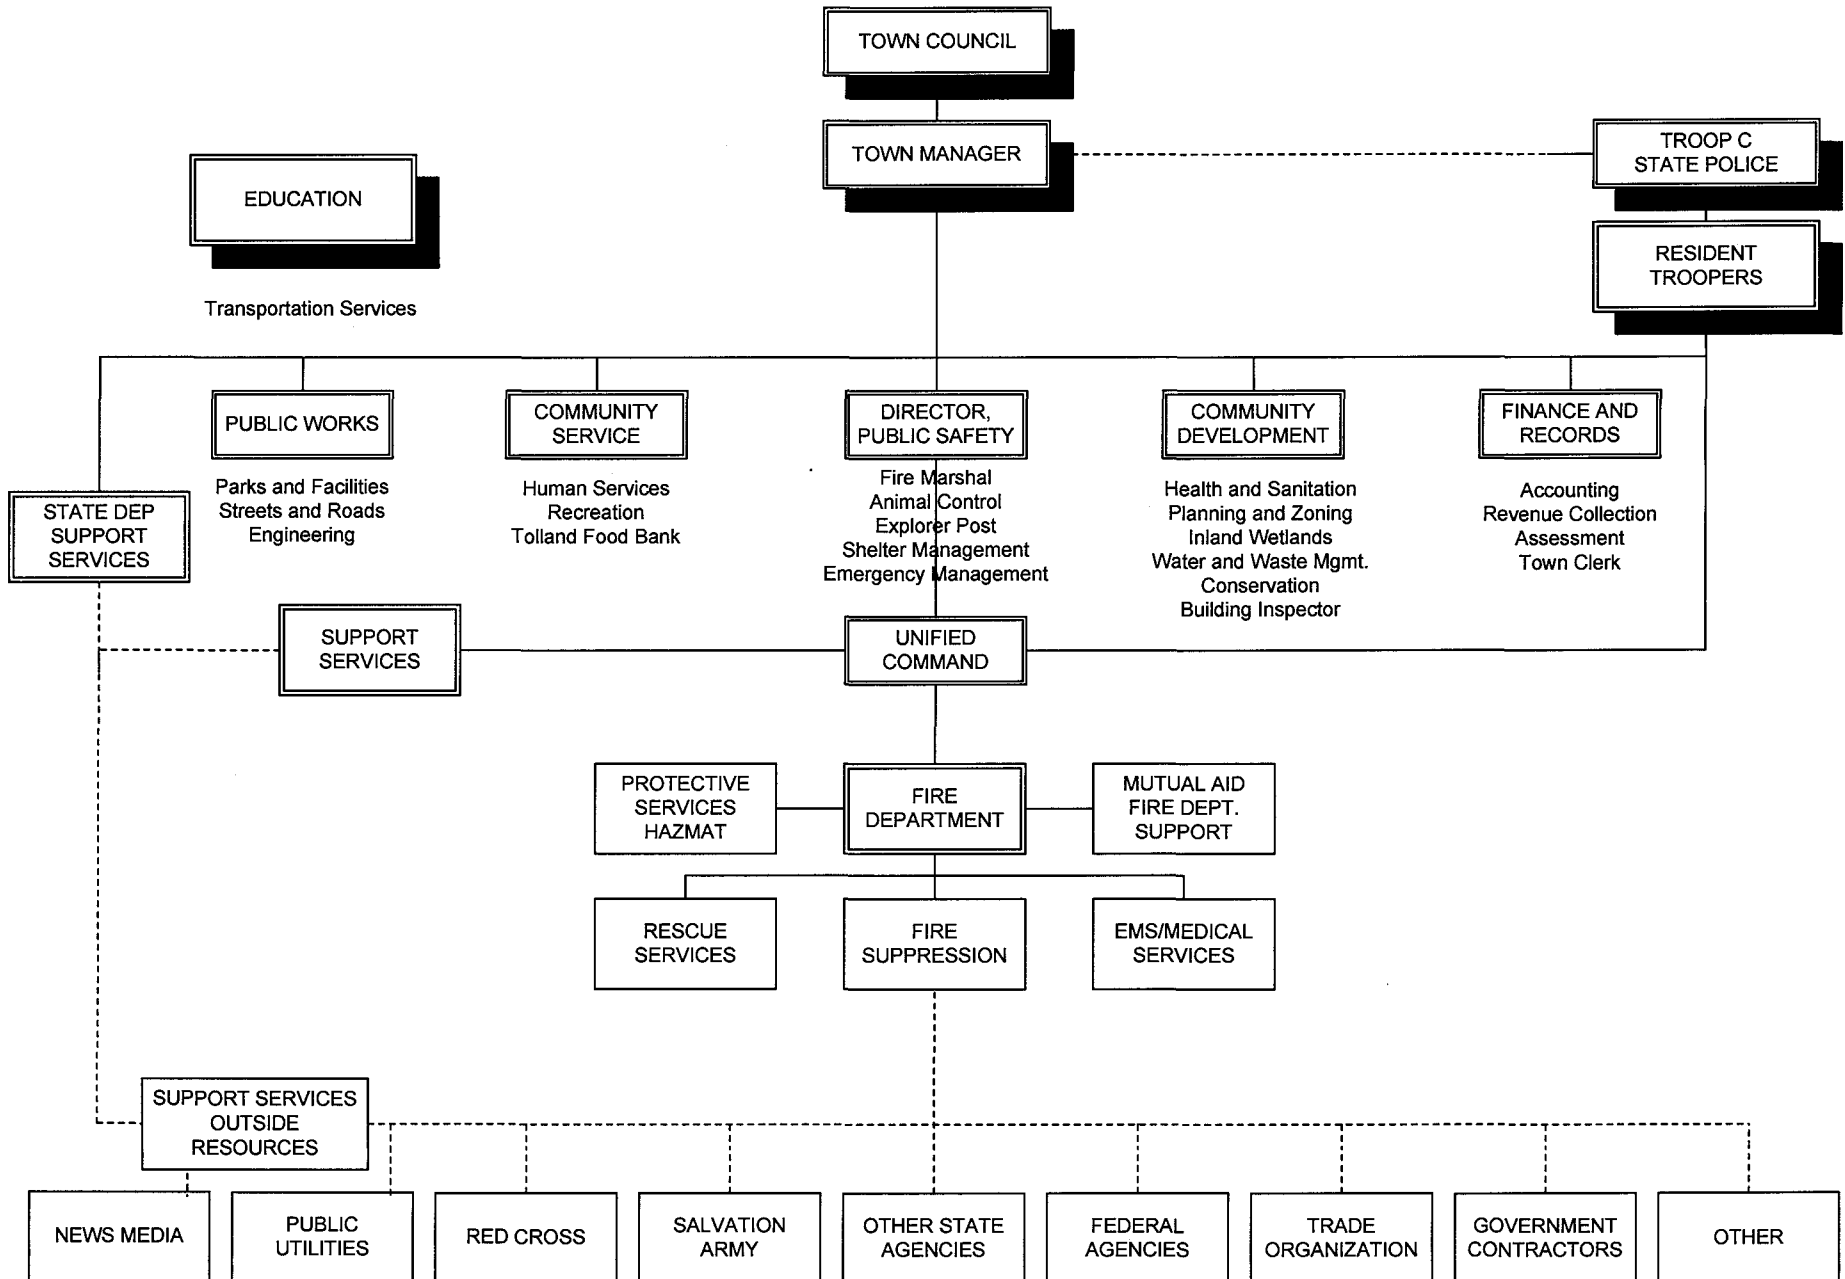 TOWN COUNCIL
TOWN MANAGER
TROOP C
STATE POLICE
EDUCATION
RESIDENT
TROOPERS
Transportation Services
PUBLIC WORKS
Parks and Facilities
Streets and Roads
Engineering
COMMUNITY
SERVICE
Human Services
Recreation
Tolland Food Bank
DIRECTOR,
PUBLIC SAFETY
Fire Marshal
Animal Control
Explorer Post
Shelter Management
Emergency Management
COMMUNITY
DEVELOPMENT
Health and Sanitation
Planning and Zoning
Inland Wetlands
Water and Waste Mgmt.
Conservation
Building Inspector
FINANCE AND
RECORDS
Accounting
Revenue Collection
Assessment
Town Clerk
STATE DEP
SUPPORT
SERVICES
SUPPORT
SERVICES
UNIFIED
COMMAND
PROTECTIVE
SERVICES
HAZMAT
FIRE
DEPARTMENT
MUTUAL AID
FIRE DEPT.
SUPPORT
RESCUE
SERVICES
FIRE
SUPPRESSION
EMS/MEDICAL
SERVICES
SUPPORT SERVICES
OUTSIDE
RESOURCES
NEWS MEDIA
PUBLIC
UTILITIES
RED CROSS
SALVATION
ARMY
OTHER STATE
AGENCIES
FEDERAL
AGENCIES
TRADE
ORGANIZATION
GOVERNMENT
CONTRACTORS
OTHER